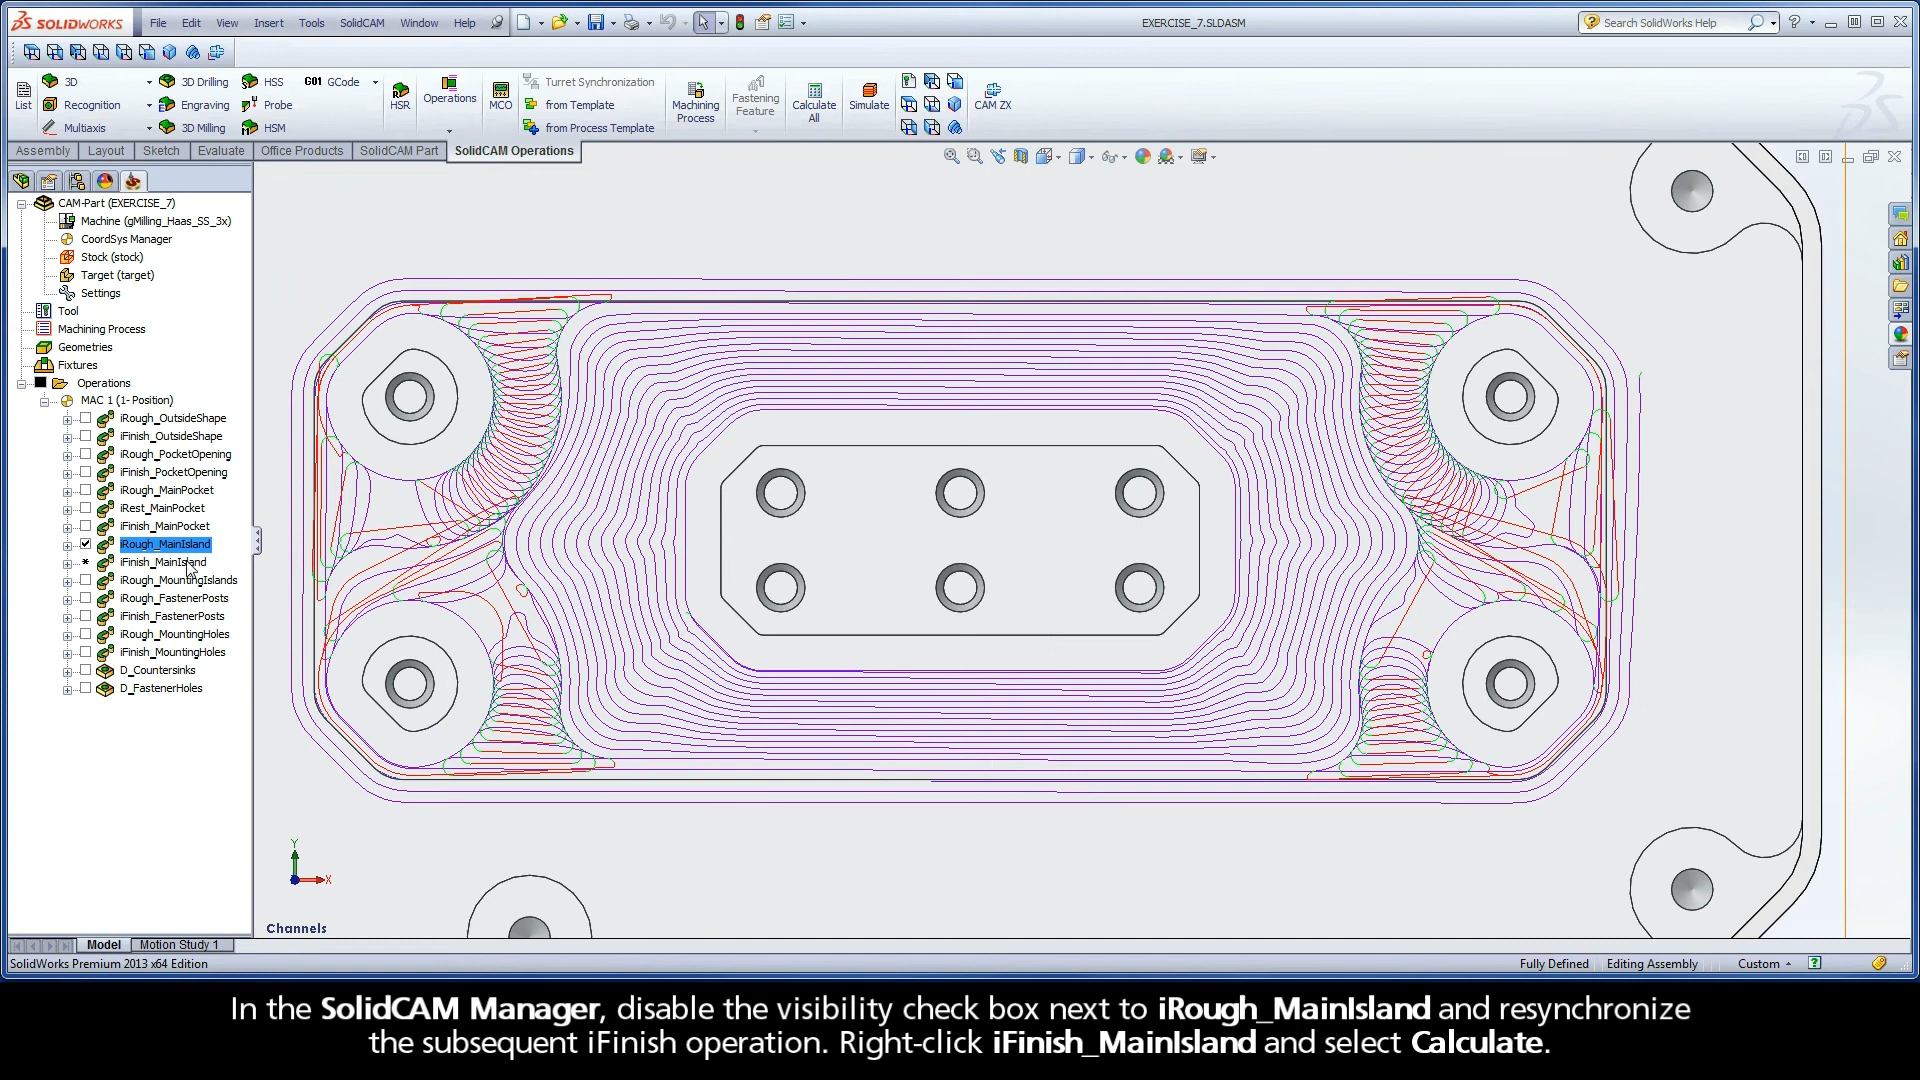 SOLIDWORKS
File Edit View Insert Tools SolidCAM Window Help
EXERCISE_7.SLDASM
Search SolidWorks Help
List
3D
Recognition
Multiaxis
3D Drilling
Engraving
3D Milling
HSS
Probe
HSM
G01 GCode
HSR
Operations
MCO
Turret Synchronization
from Template
from Process Template
Machining Process
Fastening Feature
Calculate All
Simulate
CAM ZX
Assembly Layout Sketch Evaluate Office Products SolidCAM Part SolidCAM Operations
CAM-Part (EXERCISE_7)
Machine (gMilling_Haas_SS_3x)
CoordSys Manager
Stock (stock)
Target (target)
Settings
Tool
Machining Process
Geometries
Fixtures
Operations
MAC 1 (1- Position)
iRough_OutsideShape
iFinish_OutsideShape
iRough_PocketOpening
iFinish_PocketOpening
iRough_MainPocket
iRest_MainPocket
iFinish_MainPocket
iRough_MainIsland
iFinish_MainIsland
iRough_MountingIslands
iRough_FastenerPosts
iFinish_FastenerPosts
iRough_MountingHoles
iFinish_MountingHoles
D_Countersinks
D_FastenerHoles
Y
X
Channels
Model Motion Study 1
SolidWorks Premium 2013 x64 Edition
Fully Defined Editing Assembly Custom
In the SolidCAM Manager, disable the visibility check box next to iRough_MainIsland and resynchronize
the subsequent iFinish operation. Right-click iFinish_MainIsland and select Calculate.